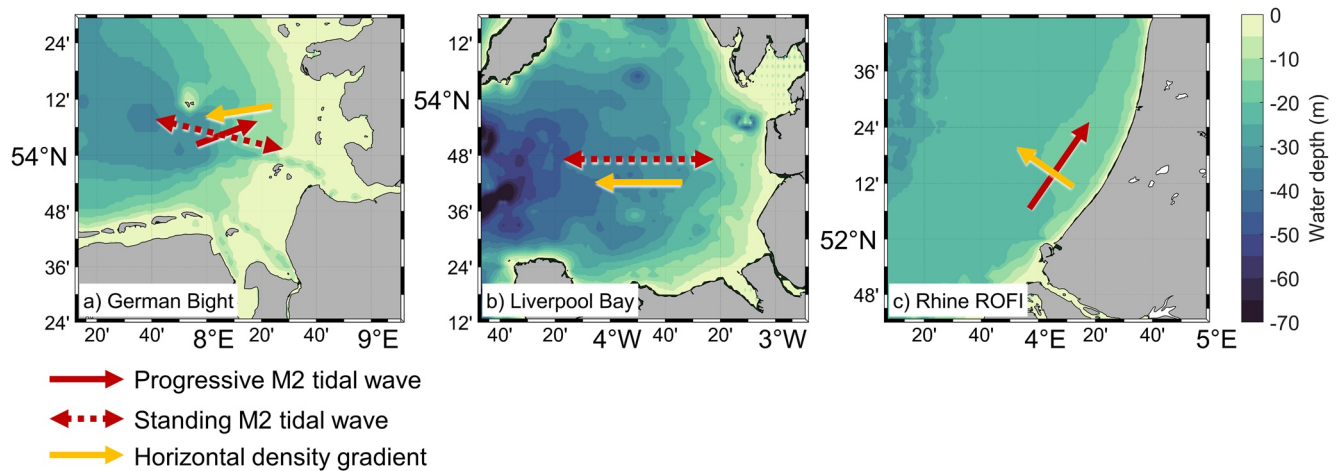 24'
12'
54°N
48'
36'
24'
20' 40' 8°E 20' 40' 9°E
a) German Bight
12'
54°N
48'
36'
24'
12'
40' 4°W 40' 20' 3°W
b) Liverpool Bay
36'
24'
12'
52°N
48'
20' 40' 4°E 20' 40' 5°E
c) Rhine ROFI
0
-10
-20
-30
-40
-50
-60
-70
Water depth (m)
Progressive M2 tidal wave
Standing M2 tidal wave
Horizontal density gradient